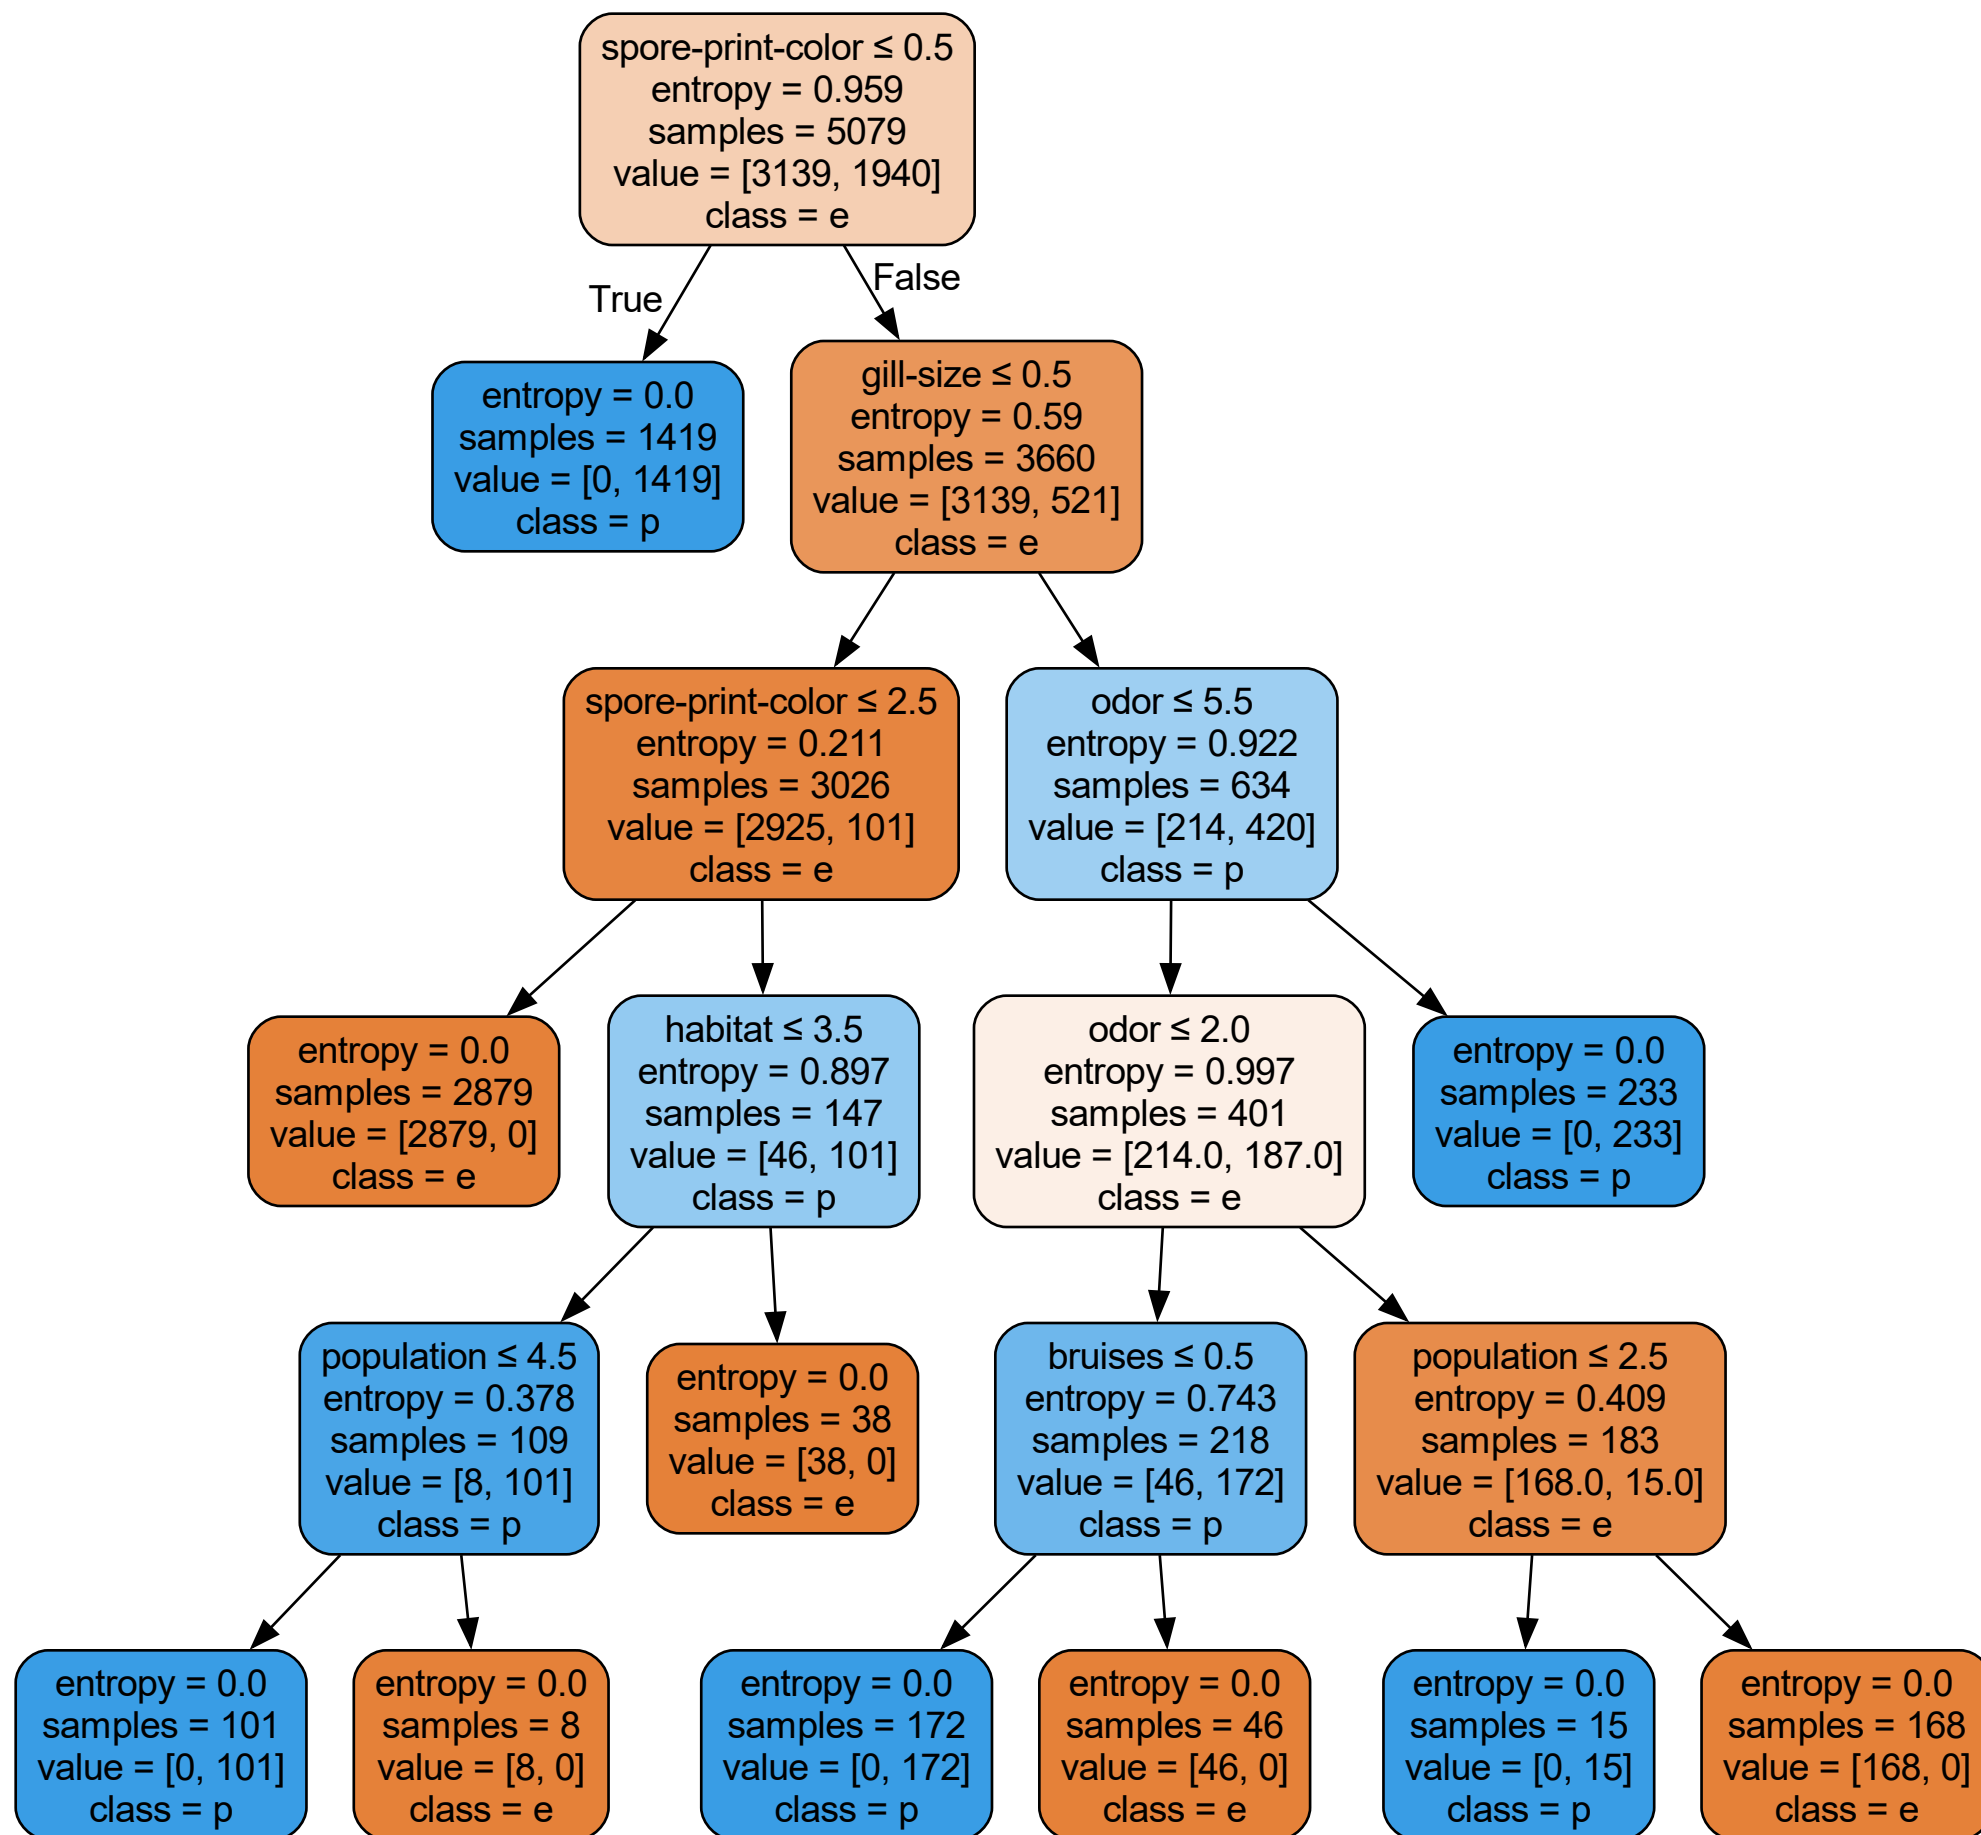 spore-print-color ≤ 0.5
entropy = 0.959
samples = 5079
value = [3139, 1940]
class = e
True
False
entropy = 0.0
samples = 1419
value = [0, 1419]
class = p
gill-size ≤ 0.5
entropy = 0.59
samples = 3660
value = [3139, 521]
class = e
spore-print-color ≤ 2.5
entropy = 0.211
samples = 3026
value = [2925, 101]
class = e
odor ≤ 5.5
entropy = 0.922
samples = 634
value = [214, 420]
class = p
entropy = 0.0
samples = 2879
value = [2879, 0]
class = e
habitat ≤ 3.5
entropy = 0.897
samples = 147
value = [46, 101]
class = p
odor ≤ 2.0
entropy = 0.997
samples = 401
value = [214.0, 187.0]
class = e
entropy = 0.0
samples = 233
value = [0, 233]
class = p
population ≤ 4.5
entropy = 0.378
samples = 109
value = [8, 101]
class = p
entropy = 0.0
samples = 38
value = [38, 0]
class = e
bruises ≤ 0.5
entropy = 0.743
samples = 218
value = [46, 172]
class = p
population ≤ 2.5
entropy = 0.409
samples = 183
value = [168.0, 15.0]
class = e
entropy = 0.0
samples = 101
value = [0, 101]
class = p
entropy = 0.0
samples = 8
value = [8, 0]
class = e
entropy = 0.0
samples = 172
value = [0, 172]
class = p
entropy = 0.0
samples = 46
value = [46, 0]
class = e
entropy = 0.0
samples = 15
value = [0, 15]
class = p
entropy = 0.0
samples = 168
value = [168, 0]
class = e